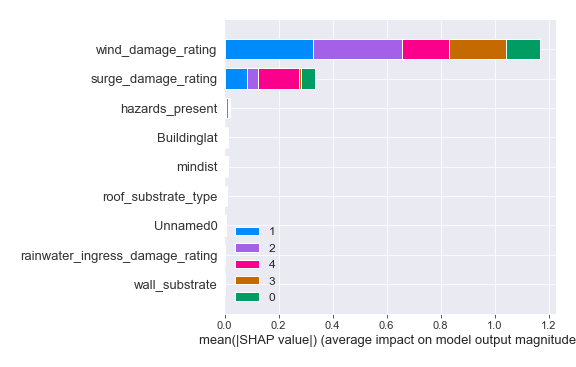 wind_damage_rating
surge_damage_rating
hazards_present
Buildinglat
mindist
roof_substrate_type
Unnamed0
rainwater_ingress_damage_rating
wall_substrate
1
2
4
3
0
0.0 0.2 0.4 0.6 0.8 1.0 1.2
mean(|SHAP value|) (average impact on model output magnitude